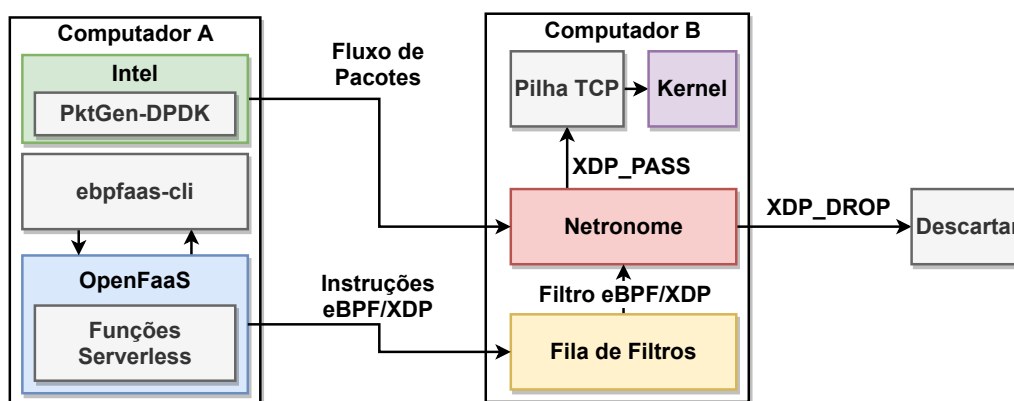 Computador A
Intel
PktGen-DPDK
ebpfaas-cli
OpenFaaS
Funções
Serverless
Fluxo de
Pacotes
Instruções
eBPF/XDP
Computador B
Pilha TCP
Kernel
XDP_PASS
Netronome
Filtro eBPF/XDP
Fila de Filtros
XDP_DROP
Descartar